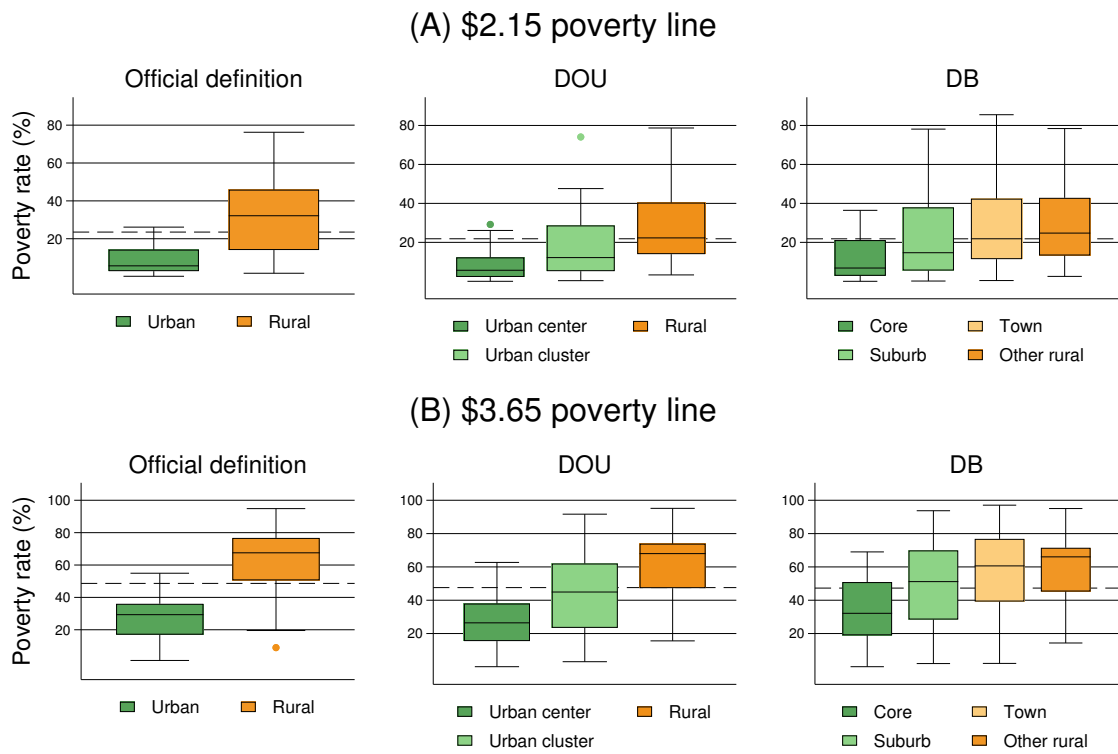 (A) $2.15 poverty line
Official definition
DOU
DB
Poverty rate (%)
80
60
40
20
80
60
40
20
80
60
40
20
Urban
Rural
Urban center
Rural
Urban cluster
Core
Town
Suburb
Other rural
(B) $3.65 poverty line
Official definition
DOU
DB
Poverty rate (%)
100
80
60
40
20
100
80
60
40
20
100
80
60
40
20
Urban
Rural
Urban center
Rural
Urban cluster
Core
Town
Suburb
Other rural